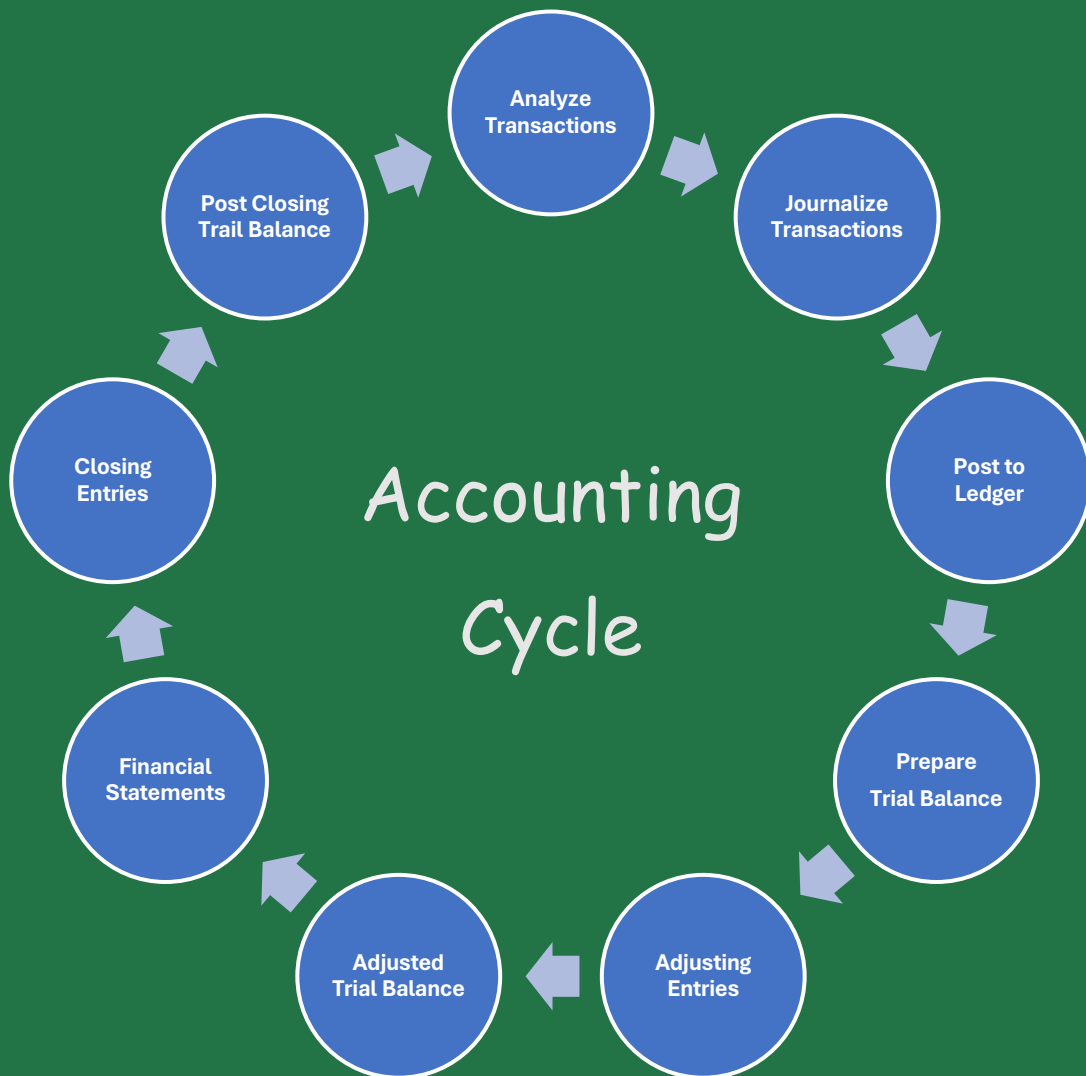 Analyze
Transactions
Journalize
Transactions
Post to
Ledger
Prepare
Trial Balance
Adjusting
Entries
Adjusted
Trial Balance
Financial
Statements
Closing
Entries
Post Closing
Trail Balance
Accounting
Cycle